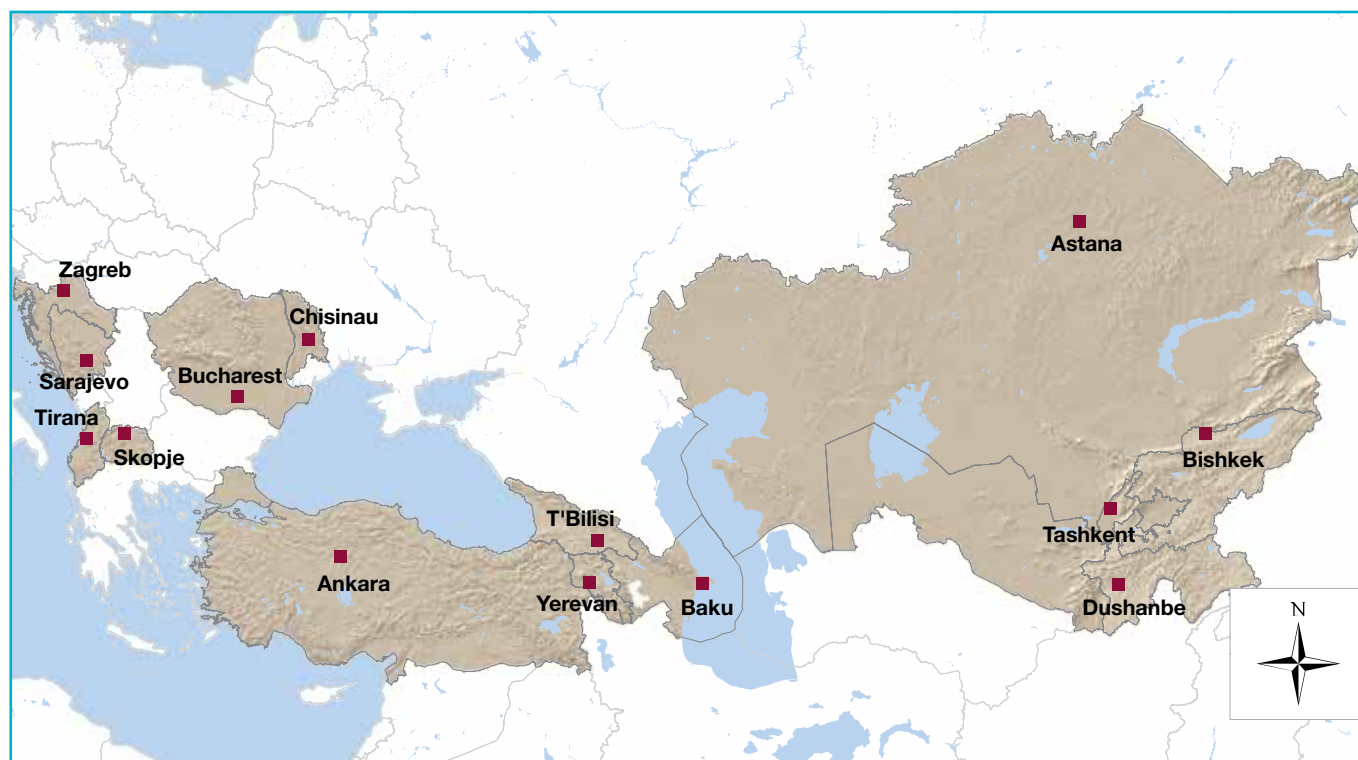 Astana
Zagreb
Chisinau
Sarajevo
Bucharest
Tirana
Skopje
Bishkek
T'Bilisi
Tashkent
Ankara
Yerevan
Baku
Dushanbe
N